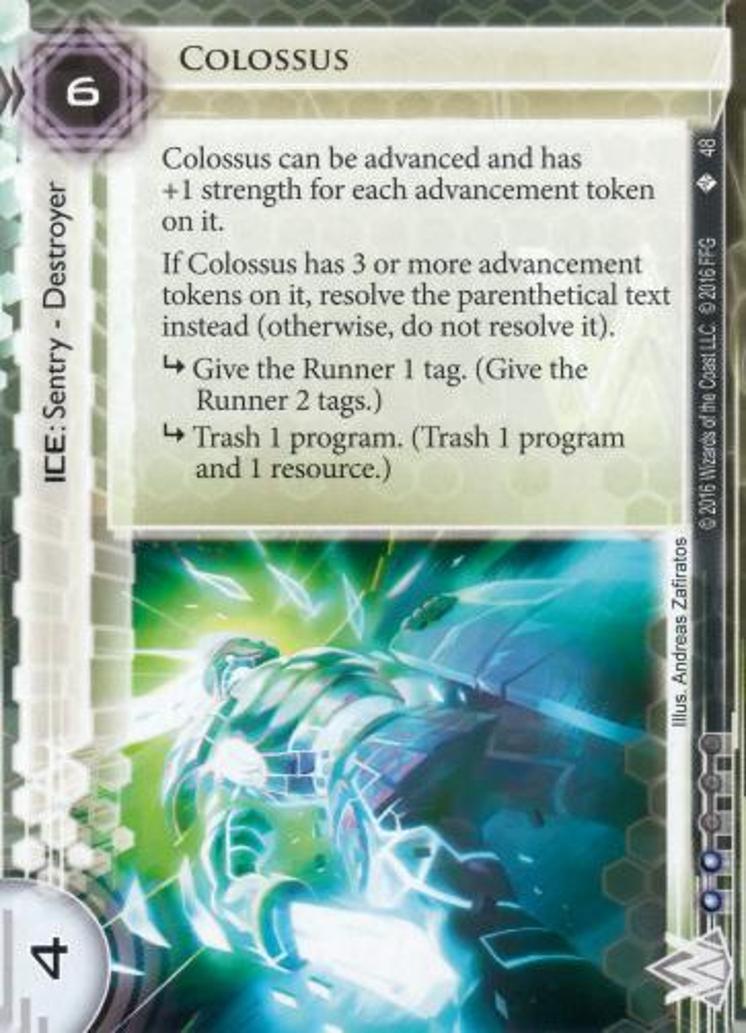 6
Colossus
Colossus can be advanced and has
+1 strength for each advancement token
on it.
If Colossus has 3 or more advancement
tokens on it, resolve the parenthetical text
instead (otherwise, do not resolve it).
↳ Give the Runner 1 tag. (Give the
Runner 2 tags.)
↳ Trash 1 program. (Trash 1 program
and 1 resource.)
ICE: Sentry - Destroyer
4
Illus. Andreas Zafiratos
© 2016 Wizards of the Coast LLC. © 2016 FFG
48